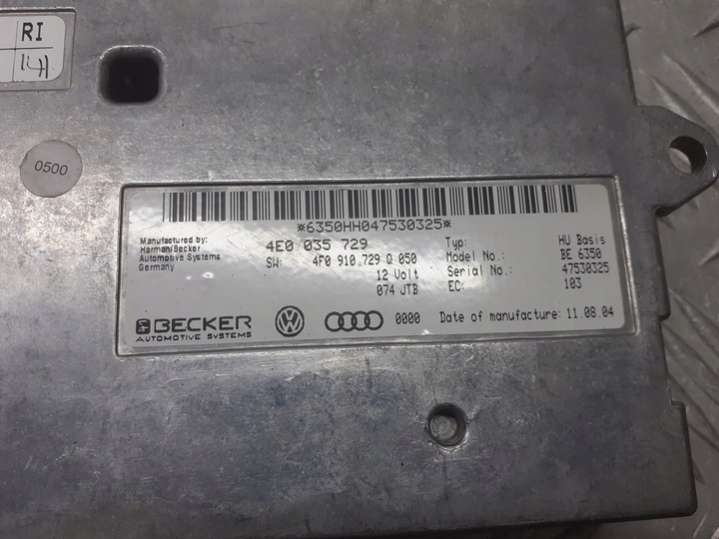 RI
0500
*6350HH047530325*
Manufactured by:
Harman/Becker
Automotive Systems
Germany
4E0 035 729
SW: 4F0 910 729 Q 050
12 Volt
074 JTB
Typ: HU Basis
Model No.: BE 6350
Serial No.: 47530325
EC: 103
BECKER
AUTOMOTIVE SYSTEMS
0000 Date of manufacture: 11.08.04